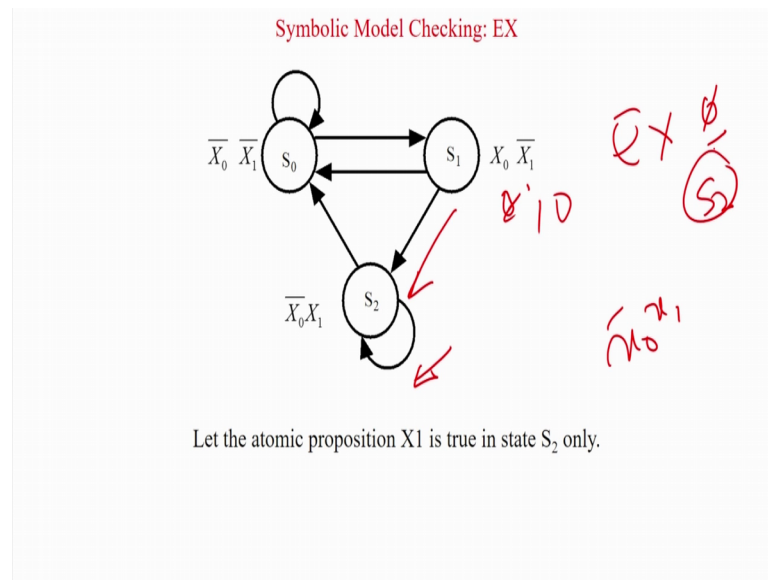 Symbolic Model Checking: EX
EX φ
S2
X̅₀ X̅₁
S₀
S₁
X₀ X̅₁
10
X̅₀X₁
S₂
x̅₀x₁
Let the atomic proposition X1 is true in state S₂ only.